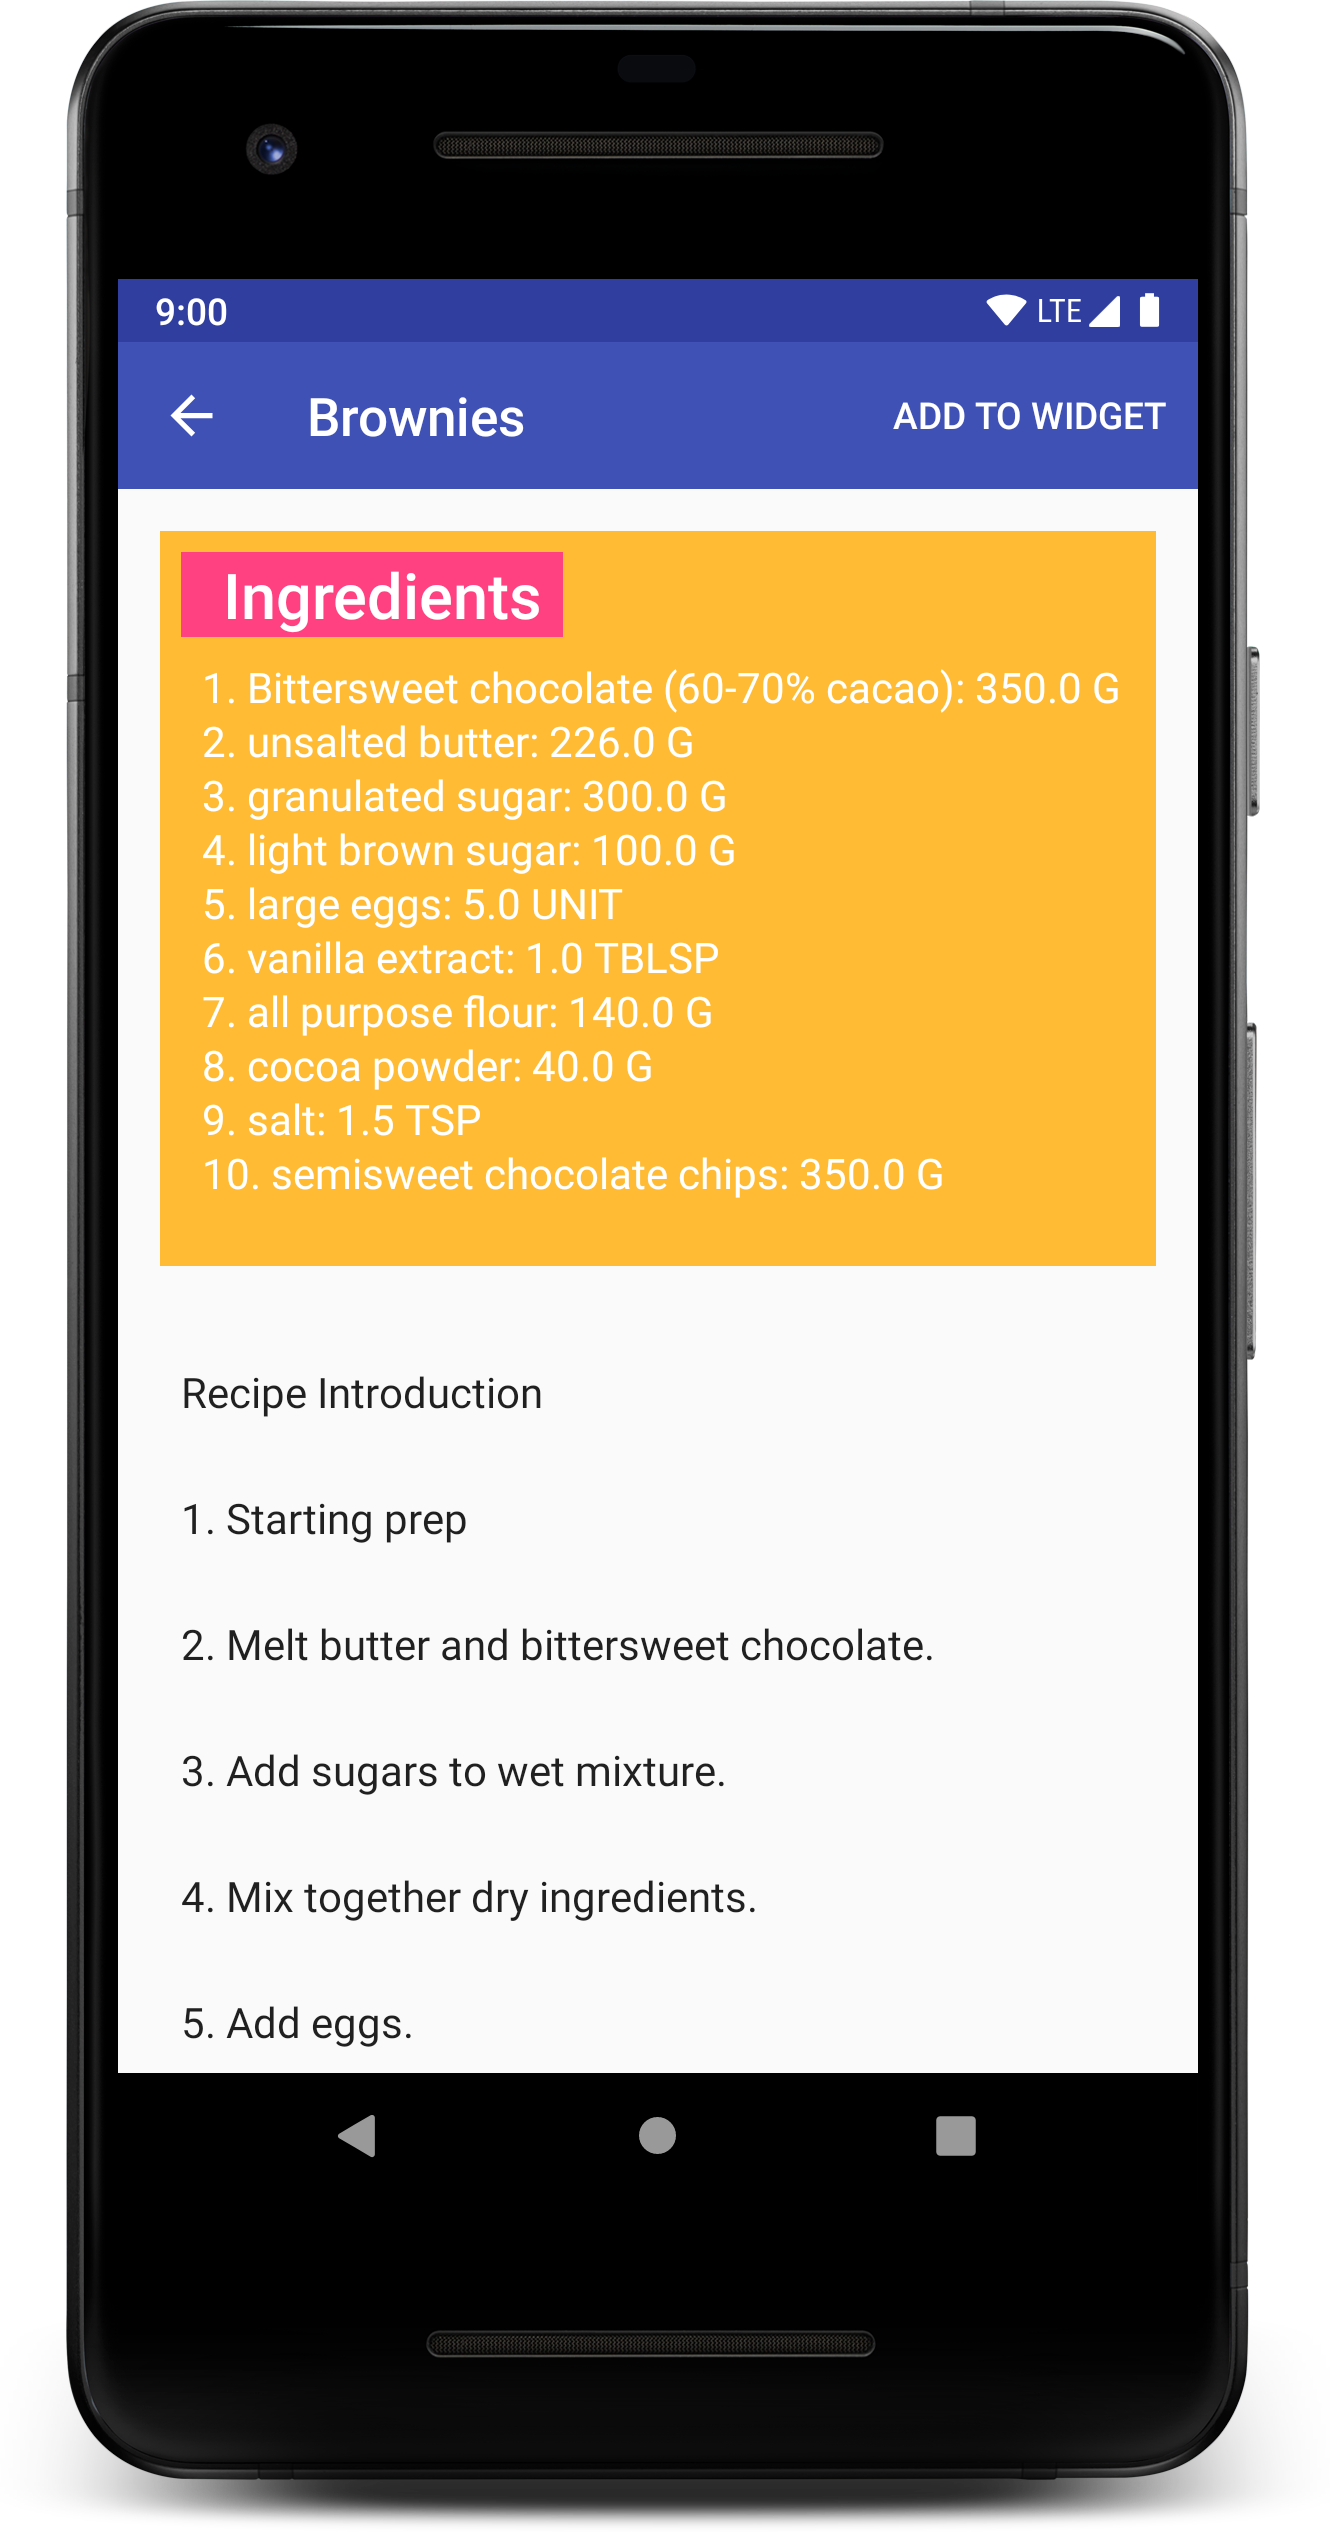 9:00
LTE
Brownies
ADD TO WIDGET
Ingredients
1. Bittersweet chocolate (60-70% cacao): 350.0 G
2. unsalted butter: 226.0 G
3. granulated sugar: 300.0 G
4. light brown sugar: 100.0 G
5. large eggs: 5.0 UNIT
6. vanilla extract: 1.0 TBLSP
7. all purpose flour: 140.0 G
8. cocoa powder: 40.0 G
9. salt: 1.5 TSP
10. semisweet chocolate chips: 350.0 G
Recipe Introduction
1. Starting prep
2. Melt butter and bittersweet chocolate.
3. Add sugars to wet mixture.
4. Mix together dry ingredients.
5. Add eggs.